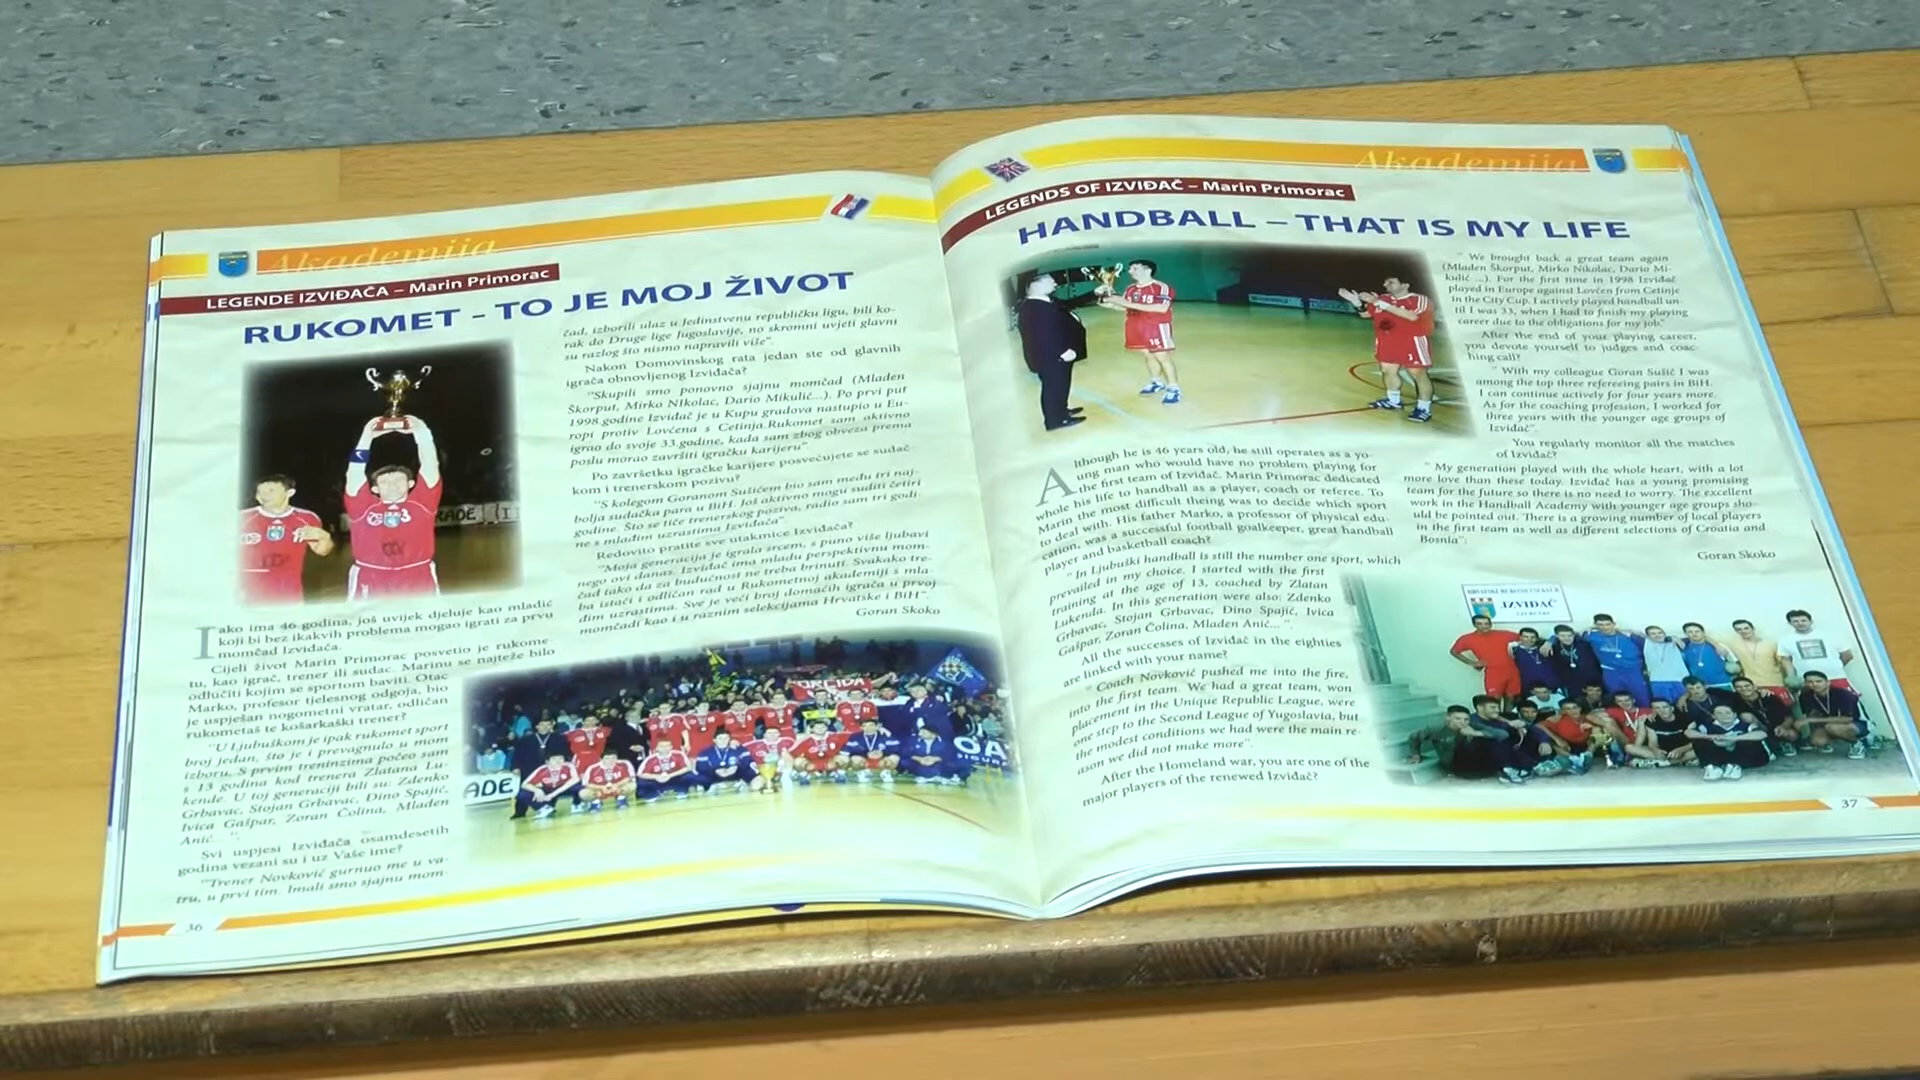 Akademija
LEGENDE IZVIĐAČA – Marin Primorac
RUKOMET - TO JE MOJ ŽIVOT
RADE
Iako ima 46 godina, još uvijek djeluje kao mladić
koji bi bez ikakvih problema mogao igrati za prvu
momčad Izviđača.
Cijeli život Marin Primorac posvetio je rukome-
tu, kao igrač, trener ili sudac. Marinu se najteže bilo
odlučiti kojim se sportom baviti. Otac
Marko, profesor tjelesnog odgoja, bio
je uspješan nogometni vratar, odličan
rukometaš te košarkaški trener?
"U Ljubuškom je ipak rukomet sport
broj jedan, što je i prevagnulo u mom
izboru. S prvim treninzima počeo sam
s 13 godina kod trenera Zlatana Lu-
kende. U toj generaciji bili su: Zdenko
Grbavac, Stojan Grbavac, Dino Spajić,
Ivica Gašpar, Zoran Čolina, Mladen
Anić... ".
Svi uspjesi Izviđača osamdesetih
godina vezani su i uz Vaše ime?
"Trener Novković gurnuo me u va-
tru, u prvi tim. Imali smo sjajnu mom-
36
čad, izborili ulaz u Jedinstvenu republičku ligu, bili ko-
rak do Druge lige Jugoslavije, no skromni uvjeti glavni
su razlog što nismo napravili više".
Nakon Domovinskog rata jedan ste od glavnih
igrača obnovljenog Izviđača?
"Skupili smo ponovno sjajnu momčad (Mladen
Škorput, Mirko NIkolac, Dario Mikulić...). Po prvi put
1998.godine Izviđač je u Kupu gradova nastupio u Eu-
ropi protiv Lovćena s Cetinja.Rukomet sam aktivno
igrao do svoje 33.godine, kada sam zbog obveza prema
poslu morao završiti igračku karijeru".
Po završetku igračke karijere posvećujete se sudač
kom i trenerskom pozivu?
"S kolegom Goranom Sušićem bio sam među tri naj-
bolja sudačka para u BiH. Još aktivno mogu suditi četiri
godine. Što se tiče trenerskog poziva, radio sam tri godi-
ne s mlađim uzrastima Izviđača".
Redovito pratite sve utakmice Izviđača?
"Moja generacija je igrala srcem, s puno više ljubavi
nego ovi danas. Izviđač ima mladu perspektivnu mom-
čad tako da za budućnost ne treba brinuti. Svakako tre-
ba istaći i odličan rad u Rukometnoj akademiji s mla-
đim uzrastima. Sve je veći broj domaćih igrača u prvoj
momčadi kao i u raznim selekcijama Hrvatske i BiH".
Goran Skoko
ADE
OA
Akademija
LEGENDS OF IZVIĐAČ – Marin Primorac
HANDBALL – THAT IS MY LIFE
Although he is 46 years old, he still operates as a yo-
ung man who would have no problem playing for
the first team of Izviđač. Marin Primorac dedicated
whole his life to handball as a player, coach or referee. To
Marin the most difficult theing was to decide which sport
to deal with. His father Marko, a professor of physical edu-
cation, was a successful football goalkeeper, great handball
player and basketball coach?
"In Ljubuški handball is still the number one sport, which
prevailed in my choice. I started with the first
training at the age of 13, coached by Zlatan
Lukenda. In this generation were also: Zdenko
Grbavac, Stojan Grbavac, Dino Spajić, Ivica
Gašpar, Zoran Čolina, Mladen Anić... ".
All the successes of Izviđač in the eighties
are linked with your name?
"Coach Novković pushed me into the fire,
into the first team. We had a great team, won
placement in the Unique Republic League, were
one step to the Second League of Yugoslavia, but
the modest conditions we had were the main re-
ason we did not make more".
After the Homeland war, you are one of the
major players of the renewed Izviđač?
" We brought back a great team again
(Mladen Škorput, Mirko Nikolac, Dario Mi-
kulić ...). For the first time in 1998 Izviđač
played in Europe against Lovćen from Cetinje
in the City Cup. I actively played handball un-
til I was 33, when I had to finish my playing
career due to the obligations for my job."
After the end of your playing career,
you devote yourself to judges and coac-
hing call?
" With my colleague Goran Sušić I was
among the top three refereeing pairs in BiH.
I can continue actively for four years more.
As for the coaching profession, I worked for
three years with the younger age groups of
Izviđač".
You regularly monitor all the matches
of Izviđač?
" My generation played with the whole heart, with a lot
more love than these today. Izviđač has a young promising
team for the future so there is no need to worry. The excellent
work in the Handball Academy with younger age groups sho-
uld be pointed out. There is a growing number of local players
in the first team as well as different selections of Croatia and
Bosnia".
Goran Skoko
HRVATSKI RUKOMETNI KLUB
IZVIĐAČ
37